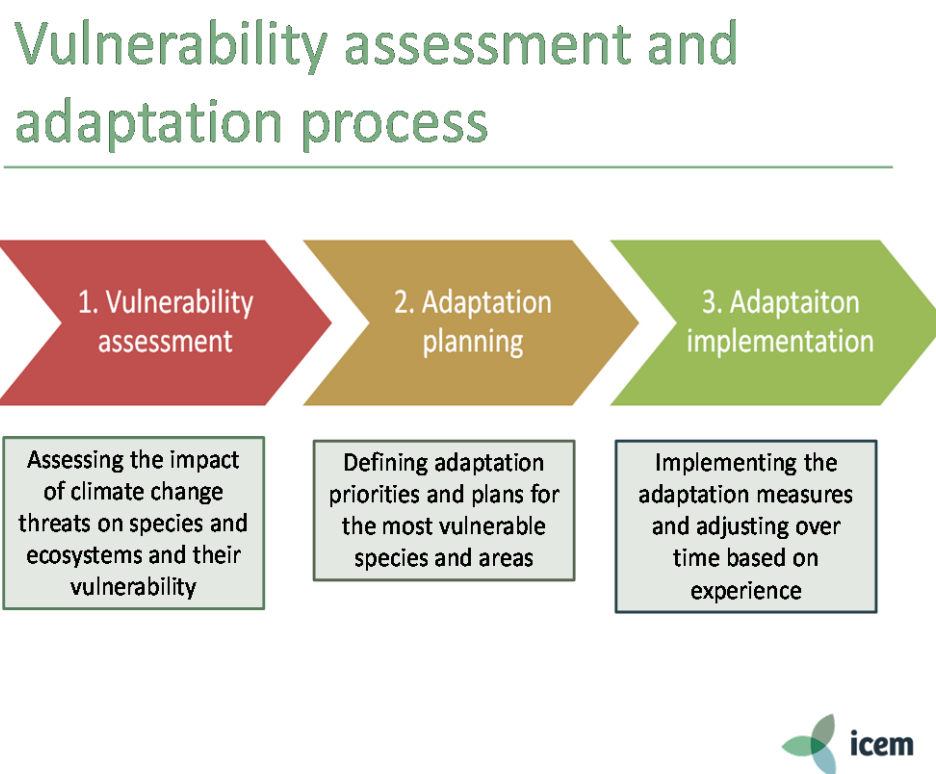 Vulnerability assessment and
adaptation process
1. Vulnerability
assessment
2. Adaptation
planning
3. Adaptaiton
implementation
Assessing the impact
of climate change
threats on species and
ecosystems and their
vulnerability
Defining adaptation
priorities and plans for
the most vulnerable
species and areas
Implementing the
adaptation measures
and adjusting over
time based on
experience
icem